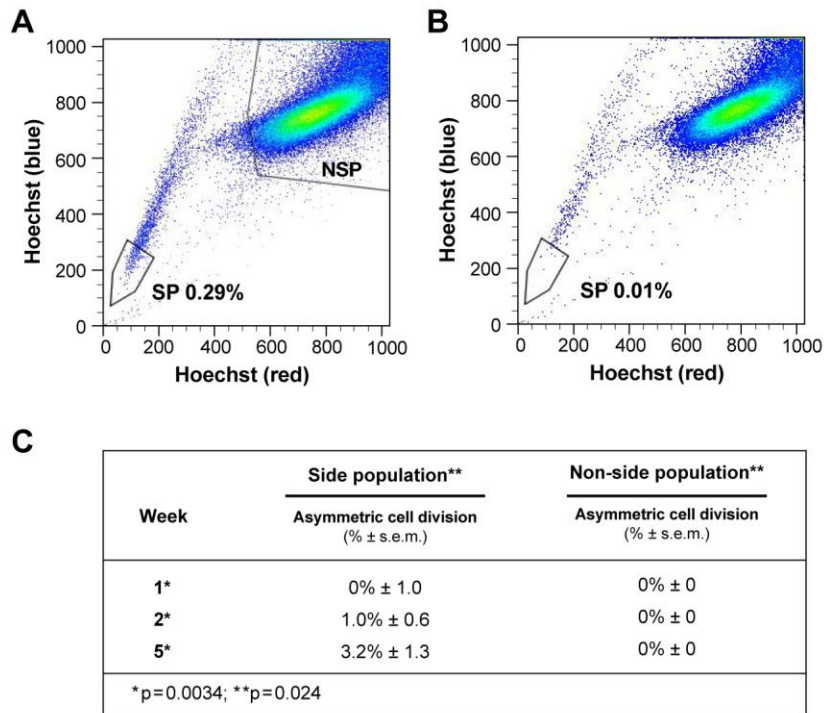 A
1000
800
600
400
200
0
Hoechst (blue)
NSP
SP 0.29%
0 200 400 600 800 1000
Hoechst (red)
B
1000
800
600
400
200
0
Hoechst (blue)
SP 0.01%
0 200 400 600 800 1000
Hoechst (red)
C
Side population** Non-side population**
Week Asymmetric cell division Asymmetric cell division
(% ± s.e.m.) (% ± s.e.m.)
1* 0% ± 1.0 0% ± 0
2* 1.0% ± 0.6 0% ± 0
5* 3.2% ± 1.3 0% ± 0
*p=0.0034; **p=0.024